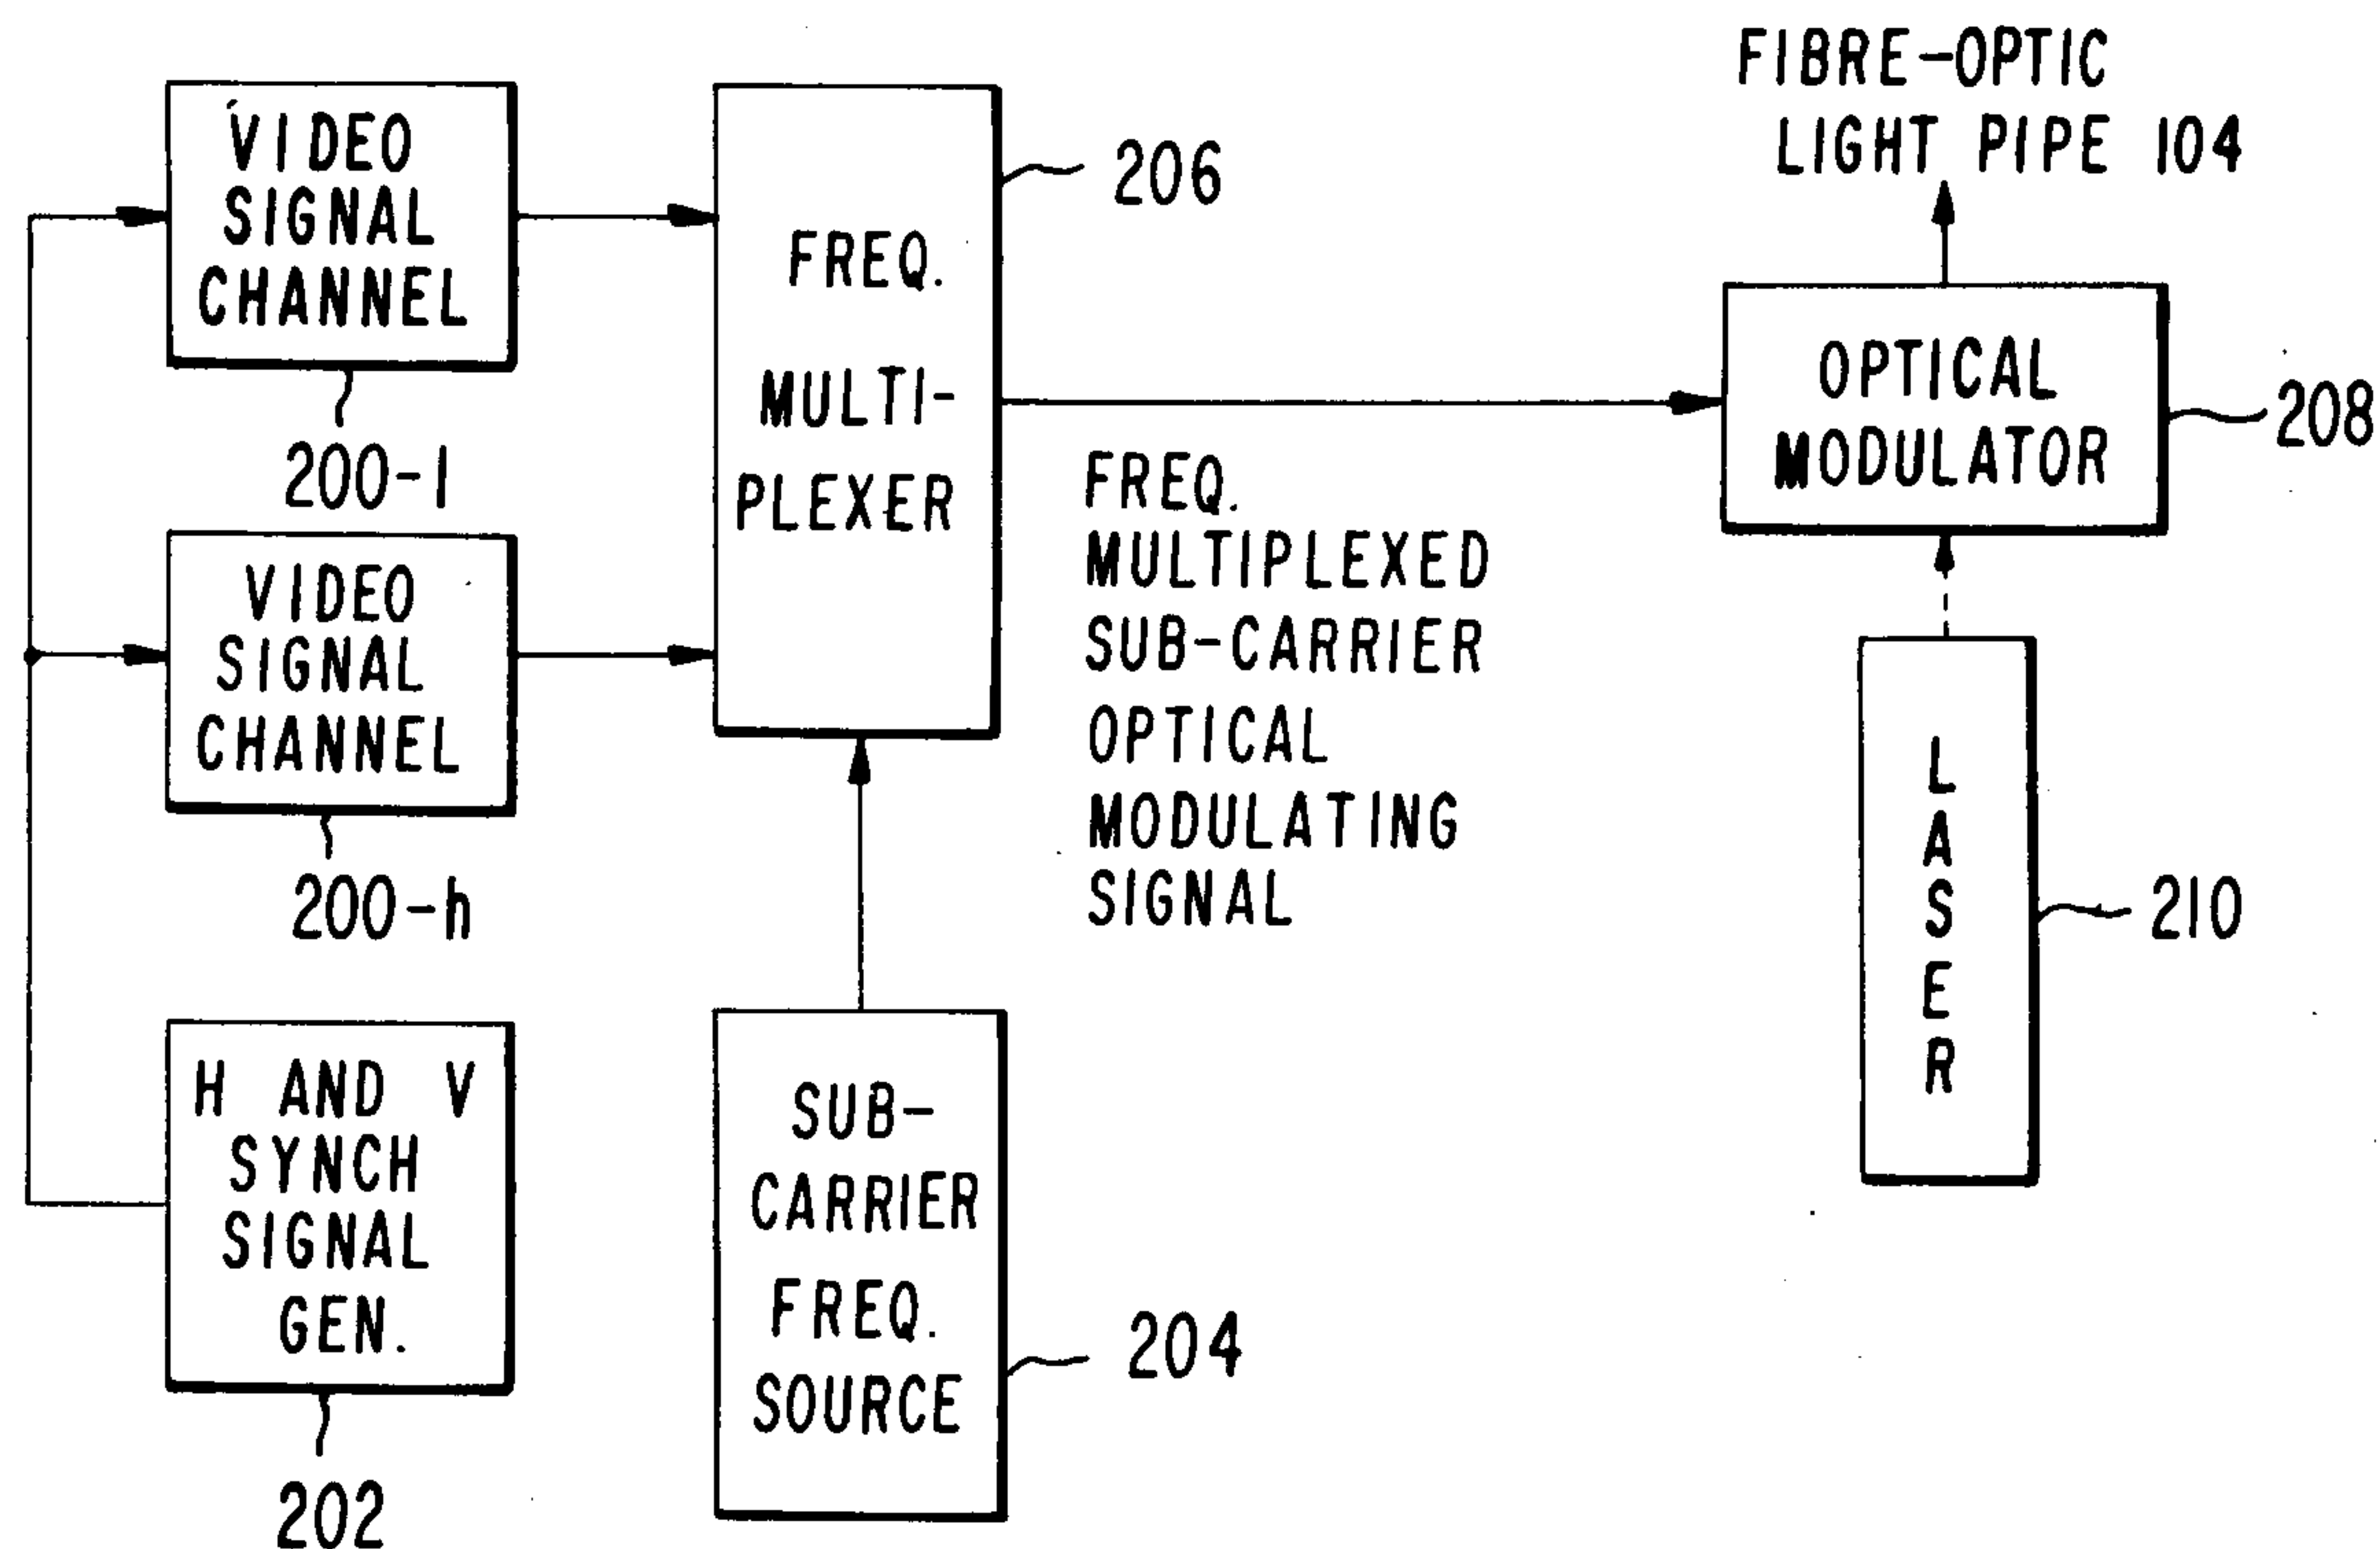 VIDEO
SIGNAL
CHANNEL
200-1
VIDEO
SIGNAL
CHANNEL
200-h
H AND V
SYNCH
SIGNAL
GEN.
202
FREQ.
MULTI-
PLEXER
206
SUB-
CARRIER
FREQ.
SOURCE
204
FREQ.
MULTIPLEXED
SUB-CARRIER
OPTICAL
MODULATING
SIGNAL
FIBRE-OPTIC
LIGHT PIPE 104
OPTICAL
MODULATOR
208
LASER
210